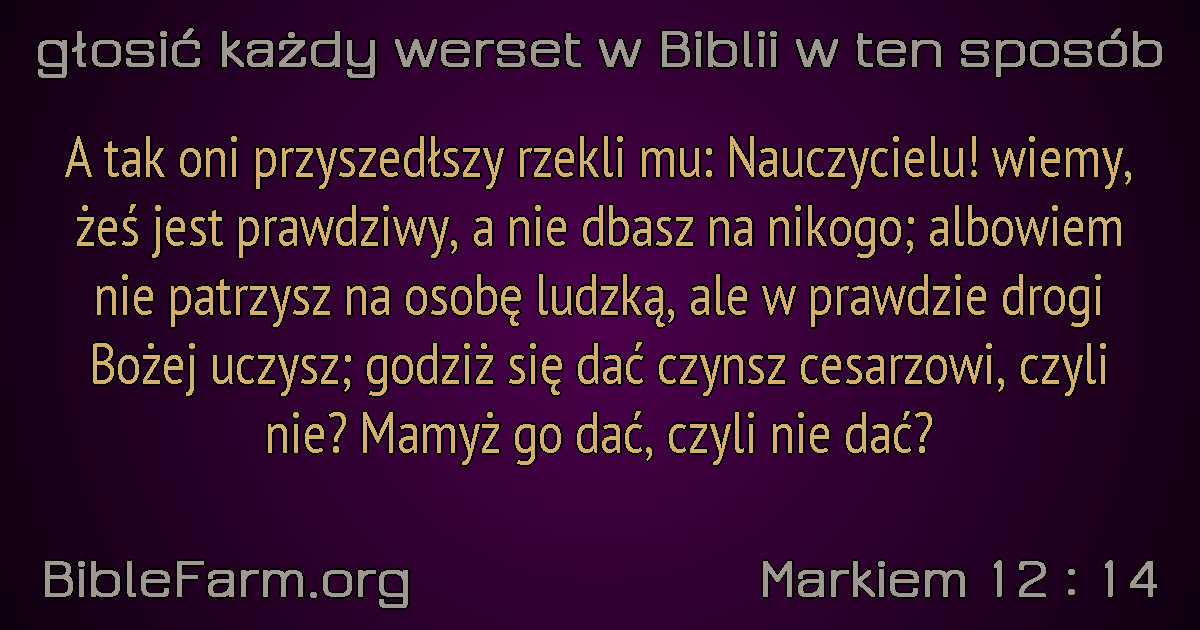 głosić każdy werset w Biblii w ten sposób
A tak oni przyszedłszy rzekli mu: Nauczycielu! wiemy,
żeś jest prawdziwy, a nie dbasz na nikogo; albowiem
nie patrzysz na osobę ludzką, ale w prawdzie drogi
Bożej uczysz; godziż się dać czynsz cesarzowi, czyli
nie? Mamyż go dać, czyli nie dać?
BibleFarm.org
Markiem 12 : 14